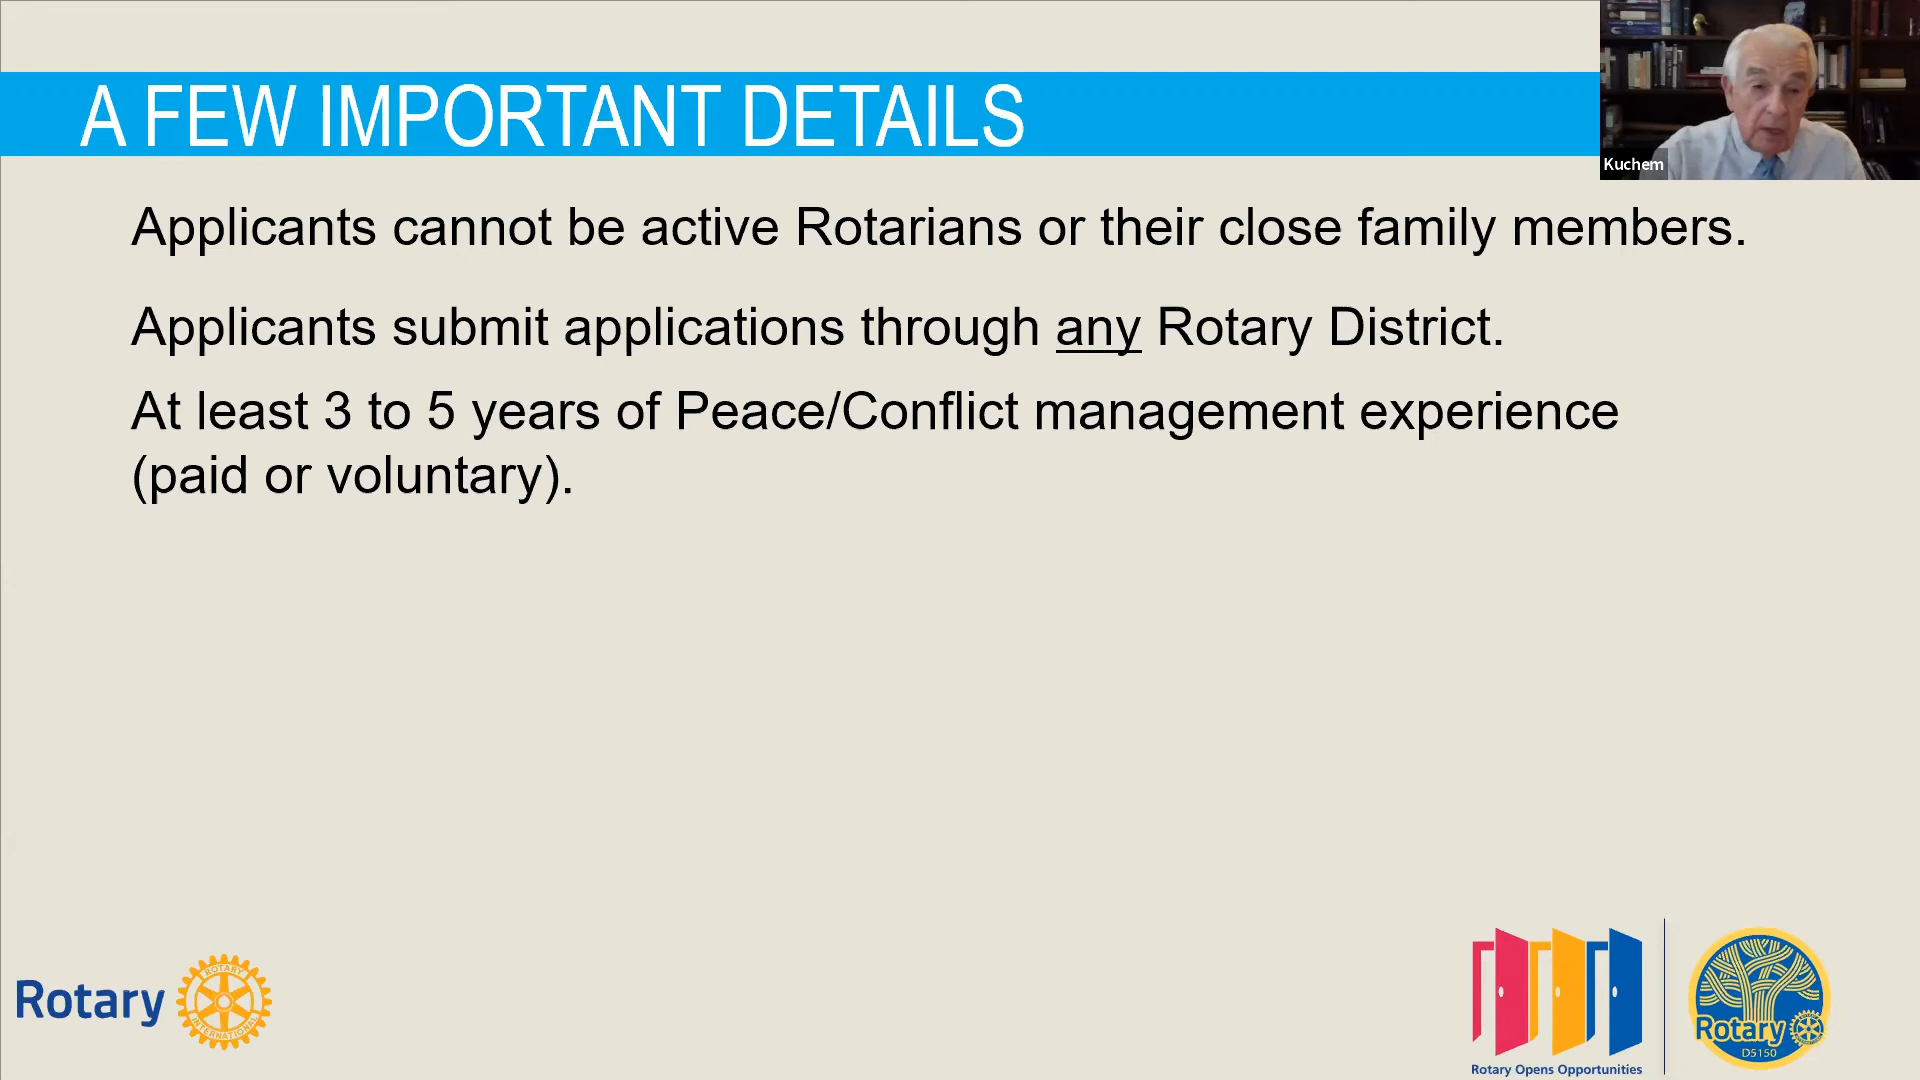 A FEW IMPORTANT DETAILS
Kuchem
Applicants cannot be active Rotarians or their close family members.
Applicants submit applications through any Rotary District.
At least 3 to 5 years of Peace/Conflict management experience
(paid or voluntary).
Rotary
ROTARY
INTERNATIONAL
Rotary Opens Opportunities
Rotary
D5150